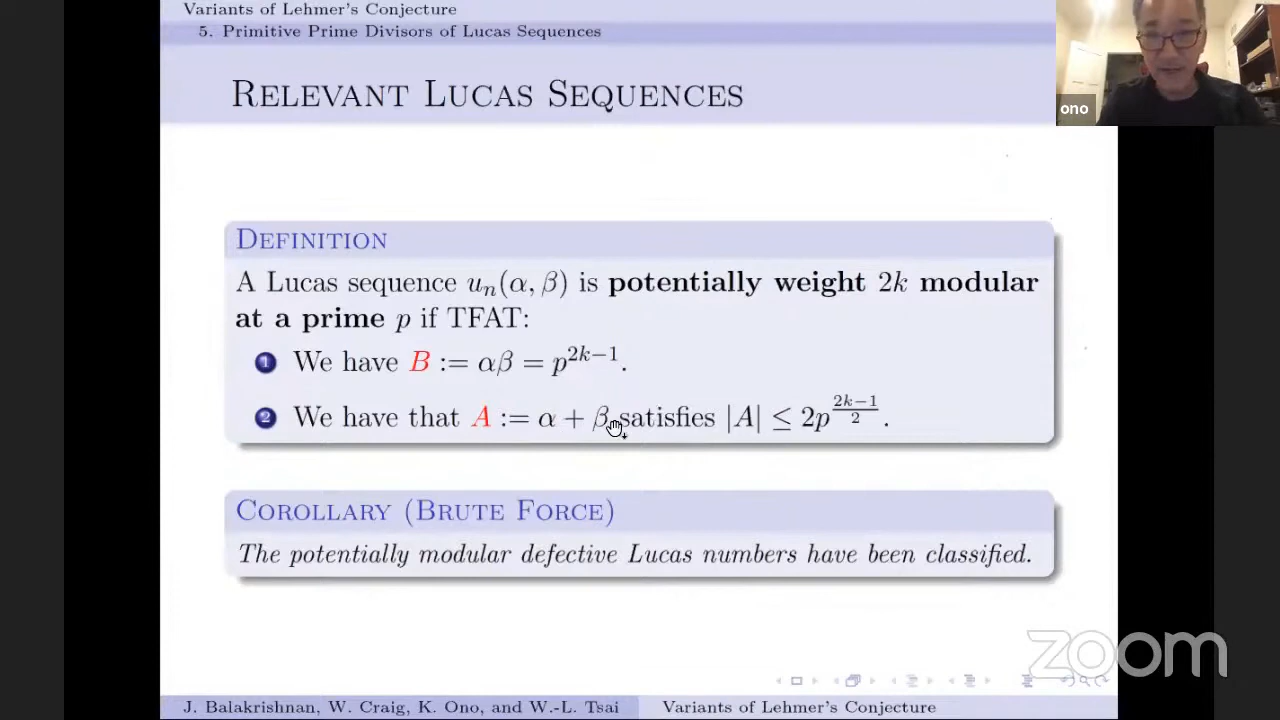 Variants of Lehmer's Conjecture
5. Primitive Prime Divisors of Lucas Sequences
Relevant Lucas Sequences
ono
Definition
A Lucas sequence uₙ(α, β) is potentially weight 2k modular
at a prime p if TFAT:
1 We have B := αβ = p^{2k−1}.
2 We have that A := α + β satisfies |A| ≤ 2p^{\frac{2k−1}{2}}.
Corollary (Brute Force)
The potentially modular defective Lucas numbers have been classified.
zoom
J. Balakrishnan, W. Craig, K. Ono, and W.-L. Tsai
Variants of Lehmer's Conjecture